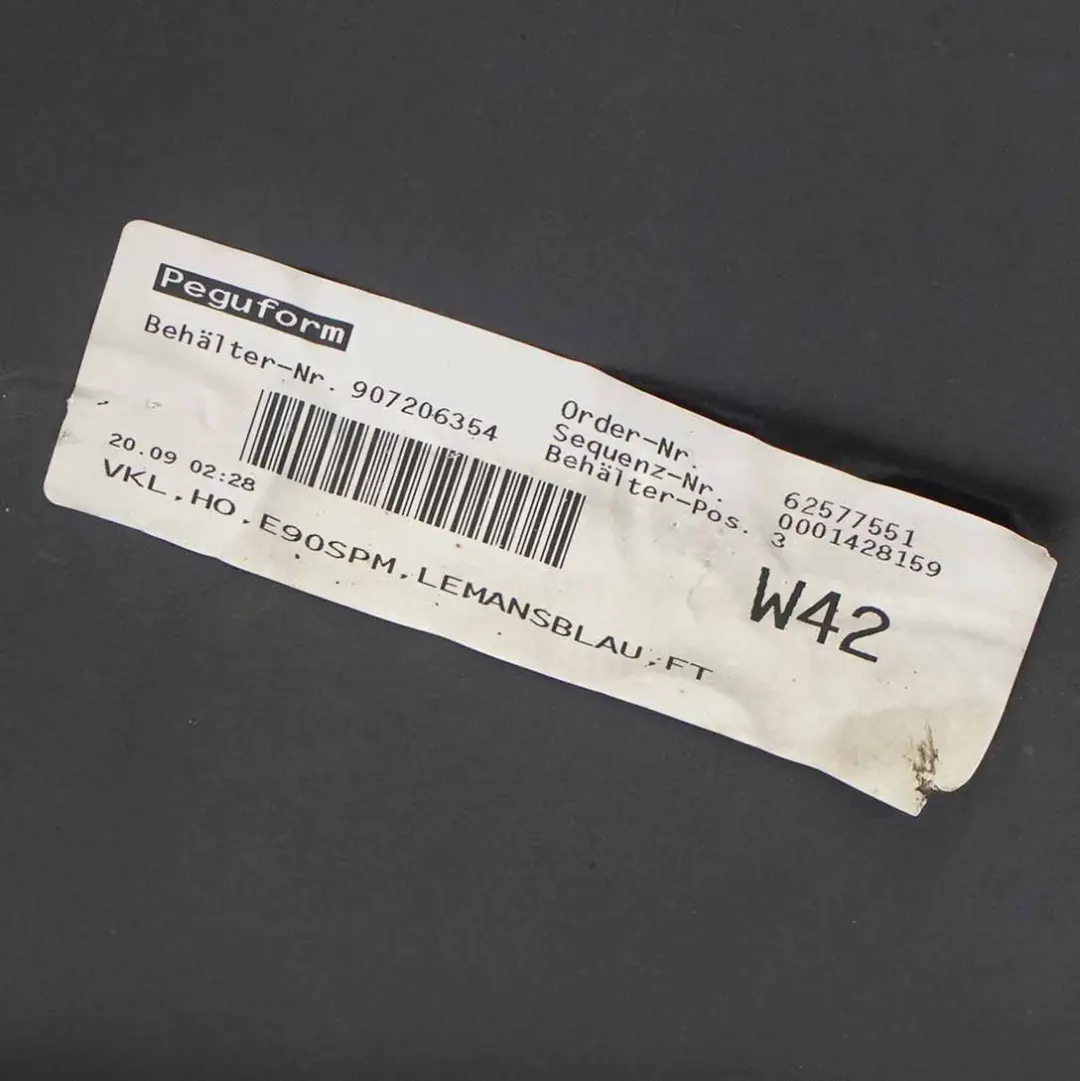 Peguform
Behälter-Nr. 907206354
Order-Nr. 62577551
Sequenz-Nr. 0001428159
Behälter-Pos. 3
20.09 02:28
W42
VKL,HO,E90SPM,LEMANSBLAU,FT